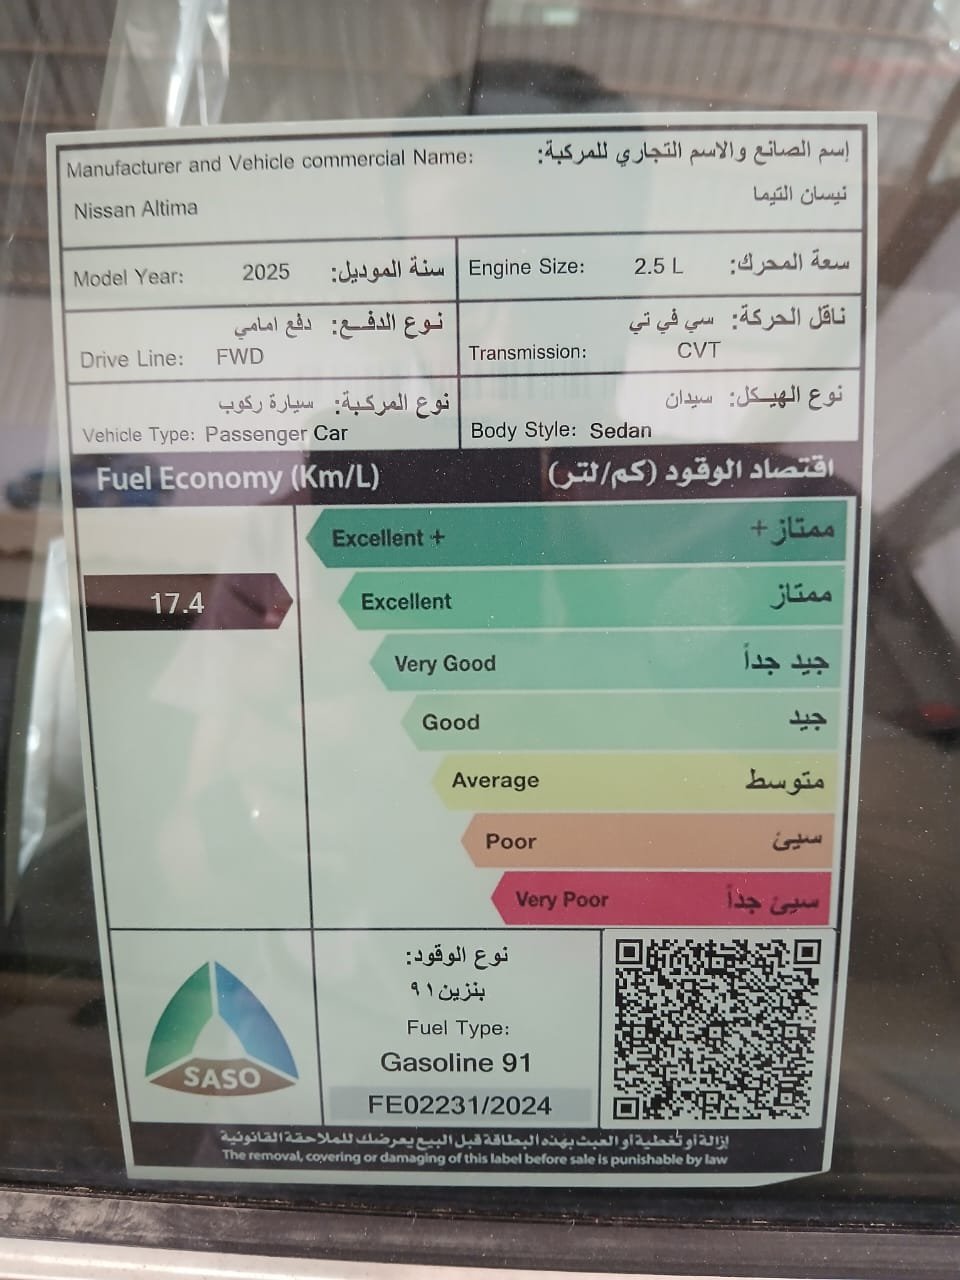 Manufacturer and Vehicle commercial Name: إسم الصانع والاسم التجاري للمركبة:
Nissan Altima نيسان التيما
Model Year: 2025 سنة الموديل:
Engine Size: 2.5 L سعة المحرك:
نوع الدفع: دفع امامي
Drive Line: FWD
ناقل الحركة: سي في تي
Transmission: CVT
نوع المركبة: سيارة ركوب
Vehicle Type: Passenger Car
نوع الهيكل: سيدان
Body Style: Sedan
Fuel Economy (Km/L) اقتصاد الوقود (كم/لتر)
Excellent + ممتاز +
17.4
Excellent ممتاز
Very Good جيد جداً
Good جيد
Average متوسط
Poor سيئ
Very Poor سيئ جداً
SASO
نوع الوقود:
بنزين ٩١
Fuel Type:
Gasoline 91
FE02231/2024
إزالة أو تغطية أو العبث بهذه البطاقة قبل البيع يعرضك للملاحقة القانونية
The removal, covering or damaging of this label before sale is punishable by law